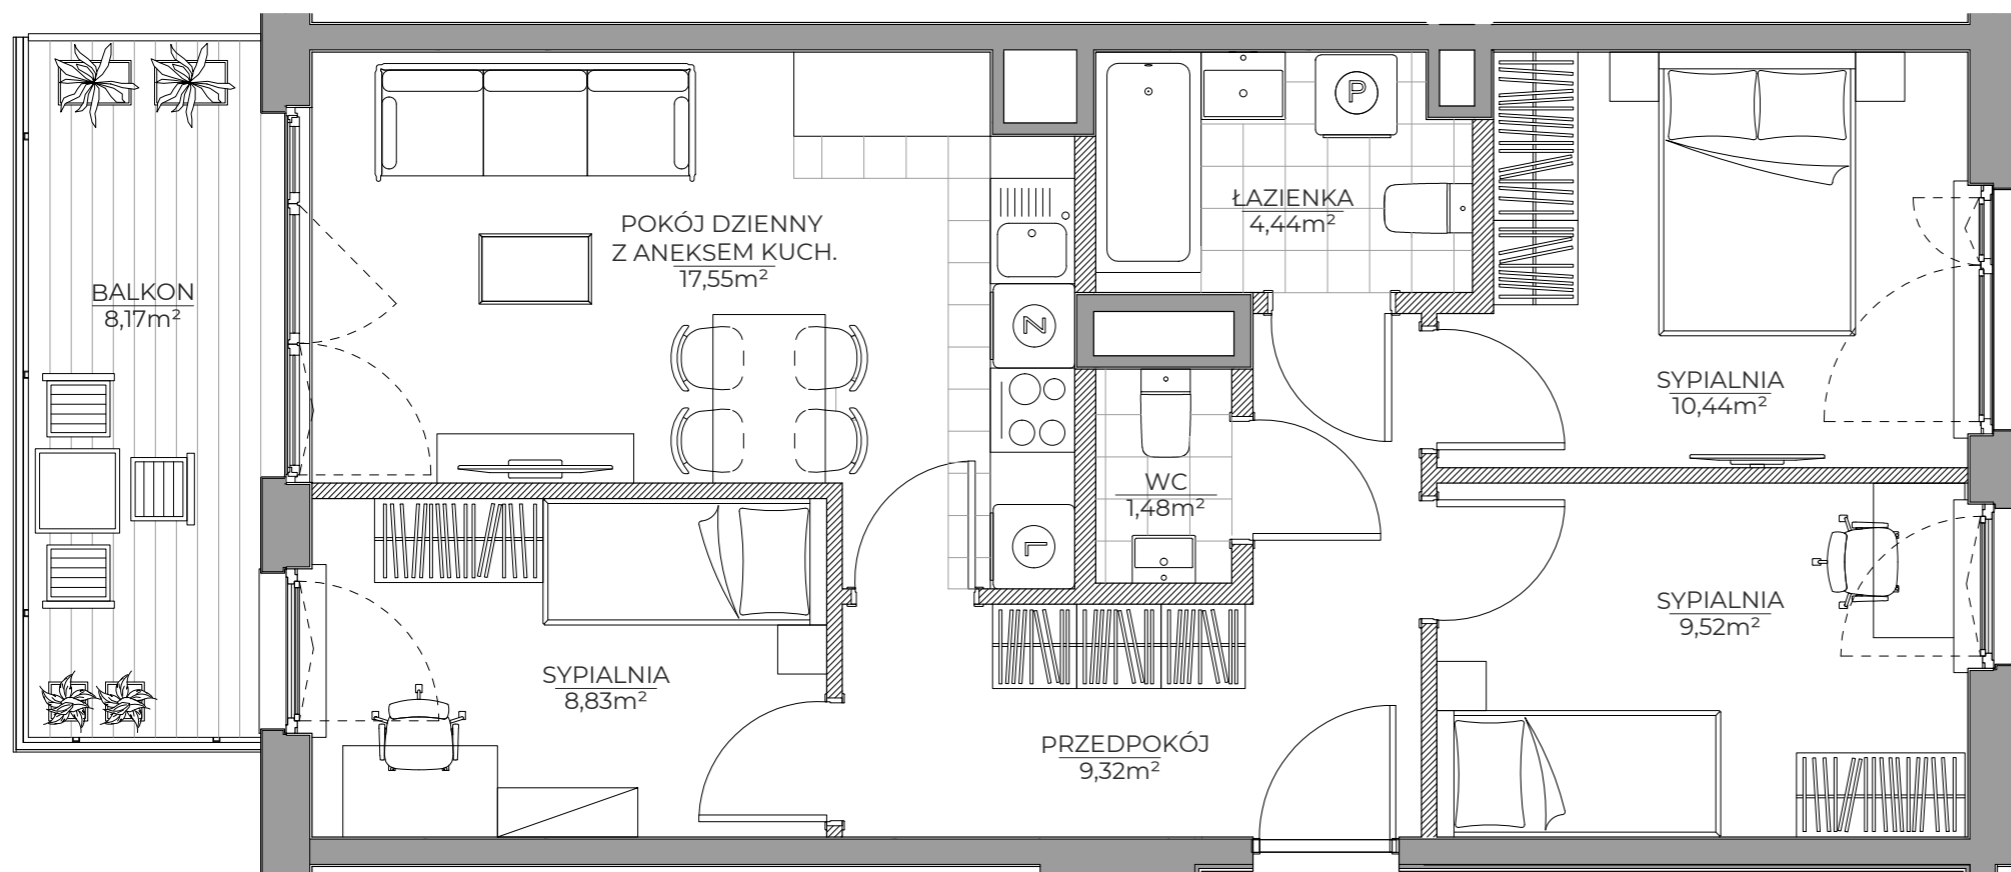 BALKON
8,17m²
POKÓJ DZIENNY
Z ANEKSEM KUCH.
17,55m²
P
ŁAZIENKA
4,44m²
N
SYPIALNIA
10,44m²
WC
1,48m²
L
SYPIALNIA
9,52m²
SYPIALNIA
8,83m²
PRZEDPOKÓJ
9,32m²